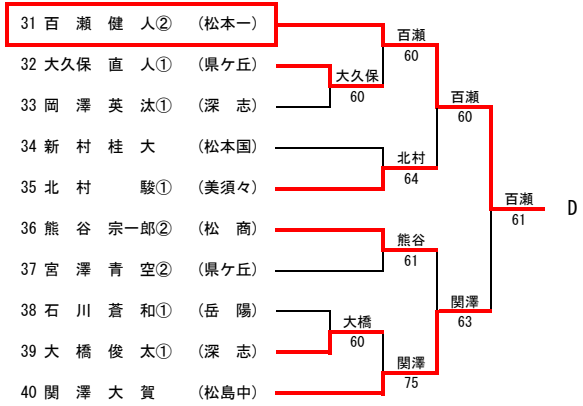 31 百 瀬 健 人② (松本一)
32 大久保 直 人① (県ケ丘)
33 岡 澤 英 汰① (深 志)
34 新 村 桂 大 (松本国)
35 北 村 駿① (美須々)
36 熊 谷 宗一郎② (松 商)
37 宮 澤 青 空② (県ケ丘)
38 石 川 蒼 和① (岳 陽)
39 大 橋 俊 太① (深 志)
40 関 澤 大 賀 (松島中)
大久保
60
大橋
60
百瀬
60
北村
64
熊谷
61
関澤
75
百瀬
60
関澤
63
百瀬
61
D